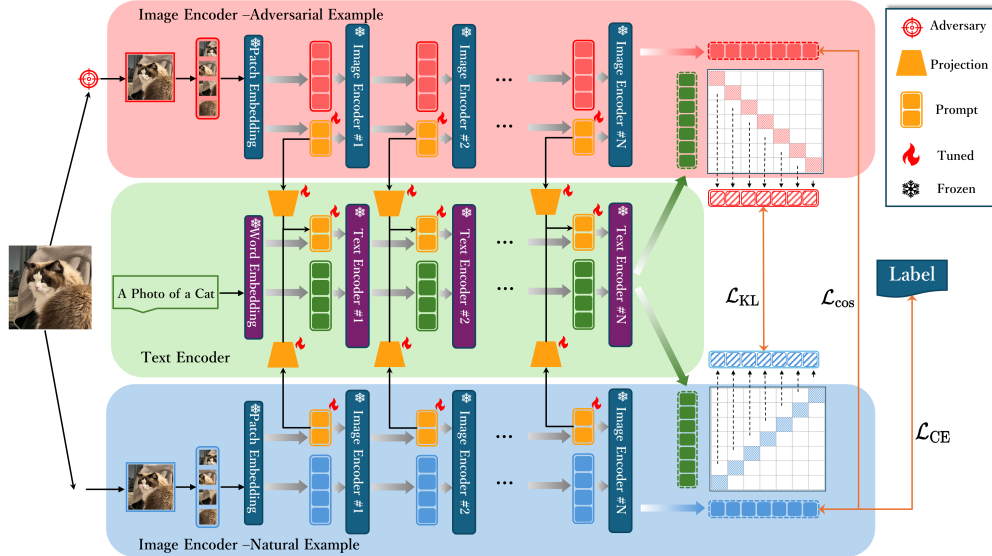 Image Encoder –Adversarial Example
Patch Embedding
Image Encoder #1
Image Encoder #2
...
Image Encoder #N
...
Adversary
Projection
Prompt
Tuned
Frozen
Word Embedding
A Photo of a Cat
Text Encoder #1
Text Encoder #2
...
Text Encoder #N
...
Text Encoder
ℒKL
ℒcos
Label
ℒCE
Patch Embedding
Image Encoder #1
Image Encoder #2
...
Image Encoder #N
...
Image Encoder –Natural Example